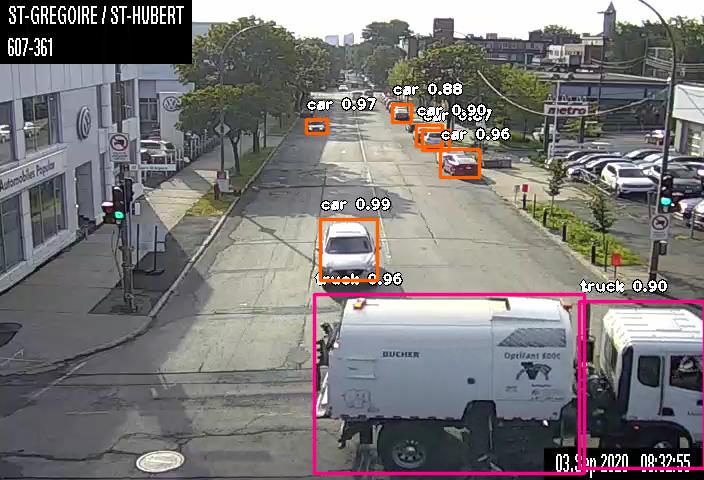 ST-GREGOIRE / ST-HUBERT
607-361
car 0.97
car 0.88
car 0.90
car 0.96
car 0.99
truck 0.96
truck 0.90
Automobiles Popular
metro
BUCHER
OptiFant 8000
03.Sep 2020 08:32:55